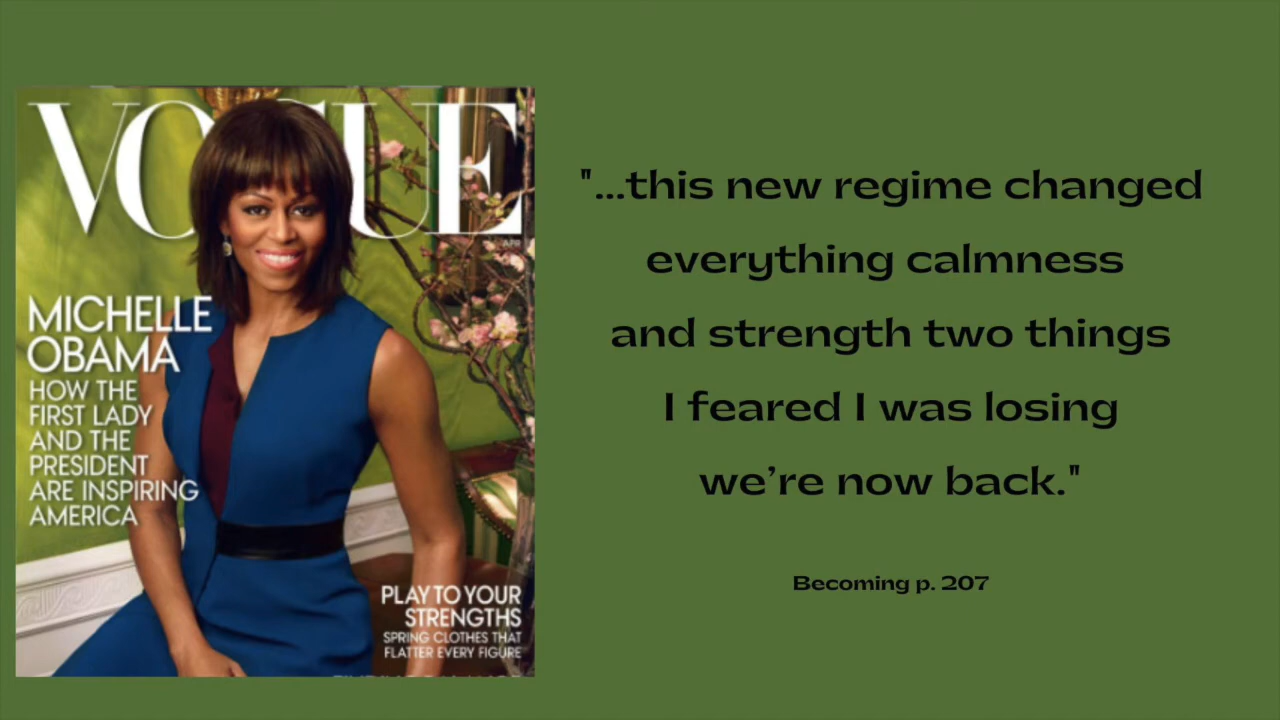 VOGUE
APR
MICHELLE
OBAMA
HOW THE
FIRST LADY
AND THE
PRESIDENT
ARE INSPIRING
AMERICA
PLAY TO YOUR
STRENGTHS
SPRING CLOTHES THAT
FLATTER EVERY FIGURE
"...this new regime changed
everything calmness
and strength two things
I feared I was losing
we’re now back."
Becoming p. 207